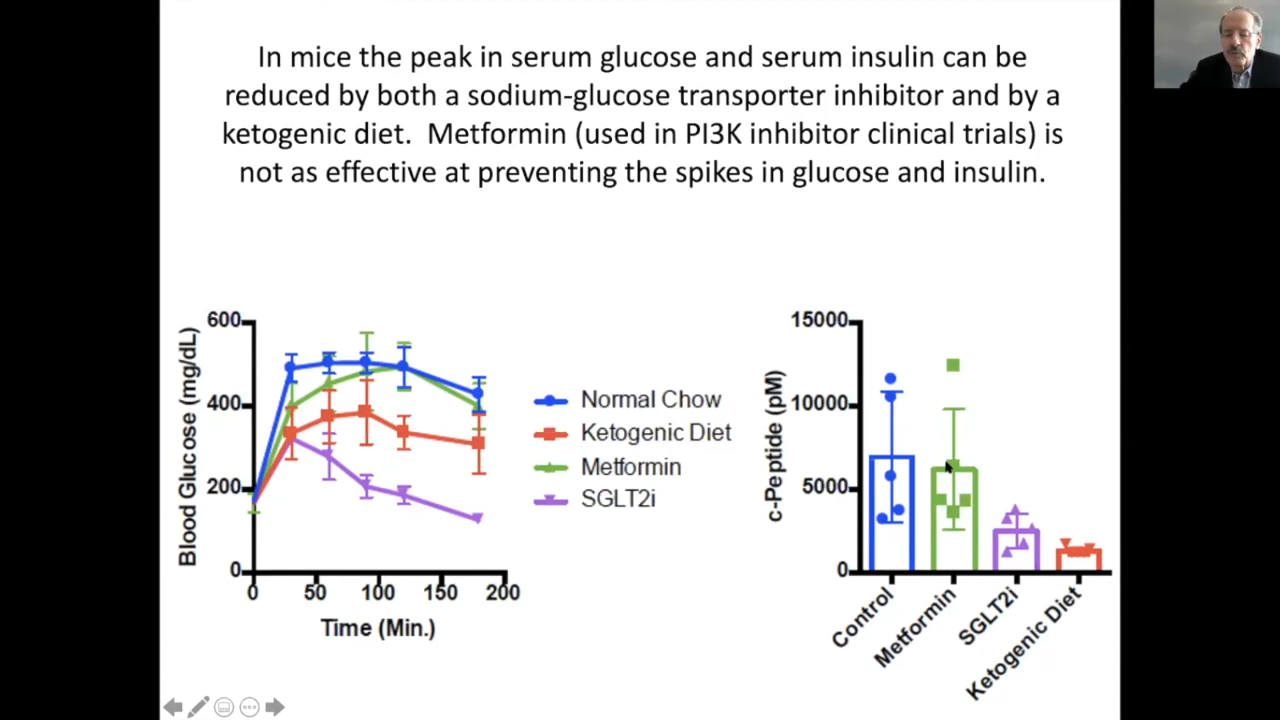 In mice the peak in serum glucose and serum insulin can be
reduced by both a sodium-glucose transporter inhibitor and by a
ketogenic diet. Metformin (used in PI3K inhibitor clinical trials) is
not as effective at preventing the spikes in glucose and insulin.
Blood Glucose (mg/dL)
600
400
200
0
0 50 100 150 200
Time (Min.)
Normal Chow
Ketogenic Diet
Metformin
SGLT2i
c-Peptide (pM)
15000
10000
5000
0
Control
Metformin
SGLT2i
Ketogenic Diet